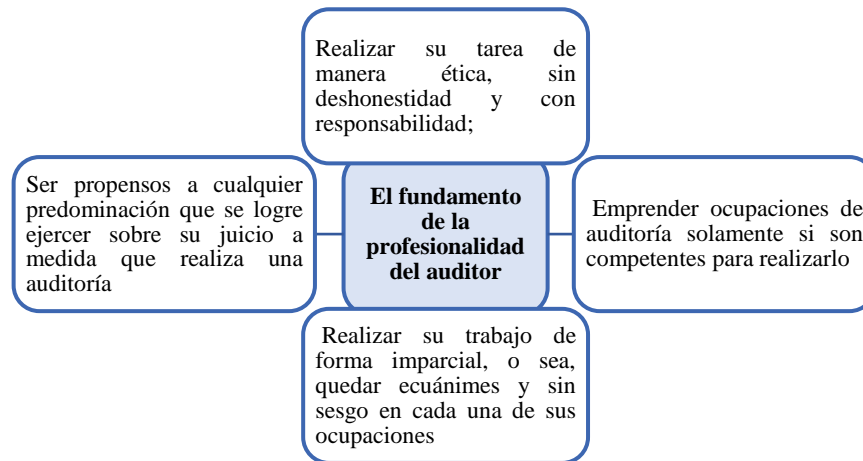 Realizar su tarea de
manera ética, sin
deshonestidad y con
responsabilidad;
Ser propensos a cualquier
predominación que se logre
ejercer sobre su juicio a
medida que realiza una
auditoría
El fundamento
de la
profesionalidad
del auditor
Emprender ocupaciones de
auditoría solamente si son
competentes para realizarlo
Realizar su trabajo de
forma imparcial, o sea,
quedar ecuánimes y sin
sesgo en cada una de sus
ocupaciones